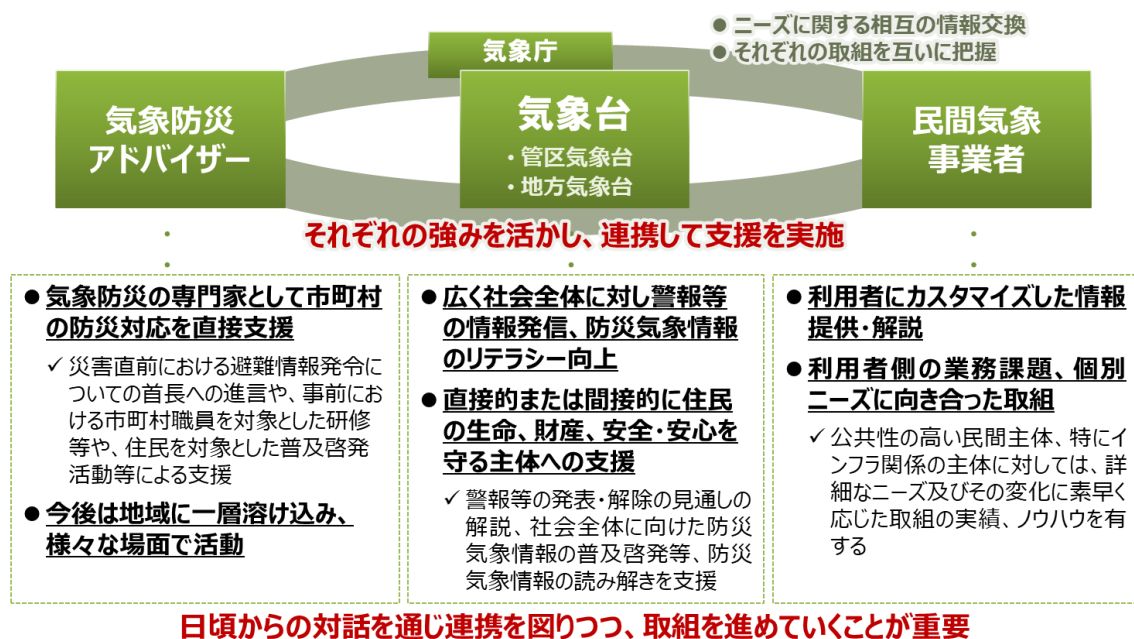 ● ニーズに関する相互の情報交換
● それぞれの取組を互いに把握
気象庁
気象防災
アドバイザー
気象台
・管区気象台
・地方気象台
民間気象
事業者
それぞれの強みを活かし、連携して支援を実施
● 気象防災の専門家として市町村
の防災対応を直接支援
✓ 災害直前における避難情報発令に
ついての首長への進言や、事前にお
ける市町村職員を対象とした研修
等や、住民を対象とした普及啓発
活動等による支援
● 今後は地域に一層溶け込み、
様々な場面で活動
● 広く社会全体に対し警報等
の情報発信、防災気象情報
のリテラシー向上
● 直接的または間接的に住民
の生命、財産、安全・安心を
守る主体への支援
✓ 警報等の発表・解除の見通しの
解説、社会全体に向けた防災
気象情報の普及啓発等、防災
気象情報の読み解きを支援
● 利用者にカスタマイズした情報
提供・解説
● 利用者側の業務課題、個別
ニーズに向き合った取組
✓ 公共性の高い民間主体、特にイ
ンフラ関係の主体に対しては、詳
細なニーズ及びその変化に素早く
応じた取組の実績、ノウハウを有
する
日頃からの対話を通じ連携を図りつつ、取組を進めていくことが重要